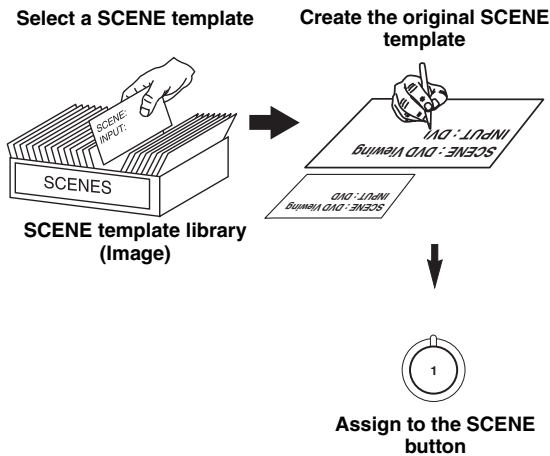 Select a SCENE template
Create the original SCENE
template
SCENE:
INPUT:
SCENES
SCENE template library
(Image)
SCENE : DVD Viewing
INPUT : DV
SCENE : DVD Viewing
INPUT : DVD
1
Assign to the SCENE
button